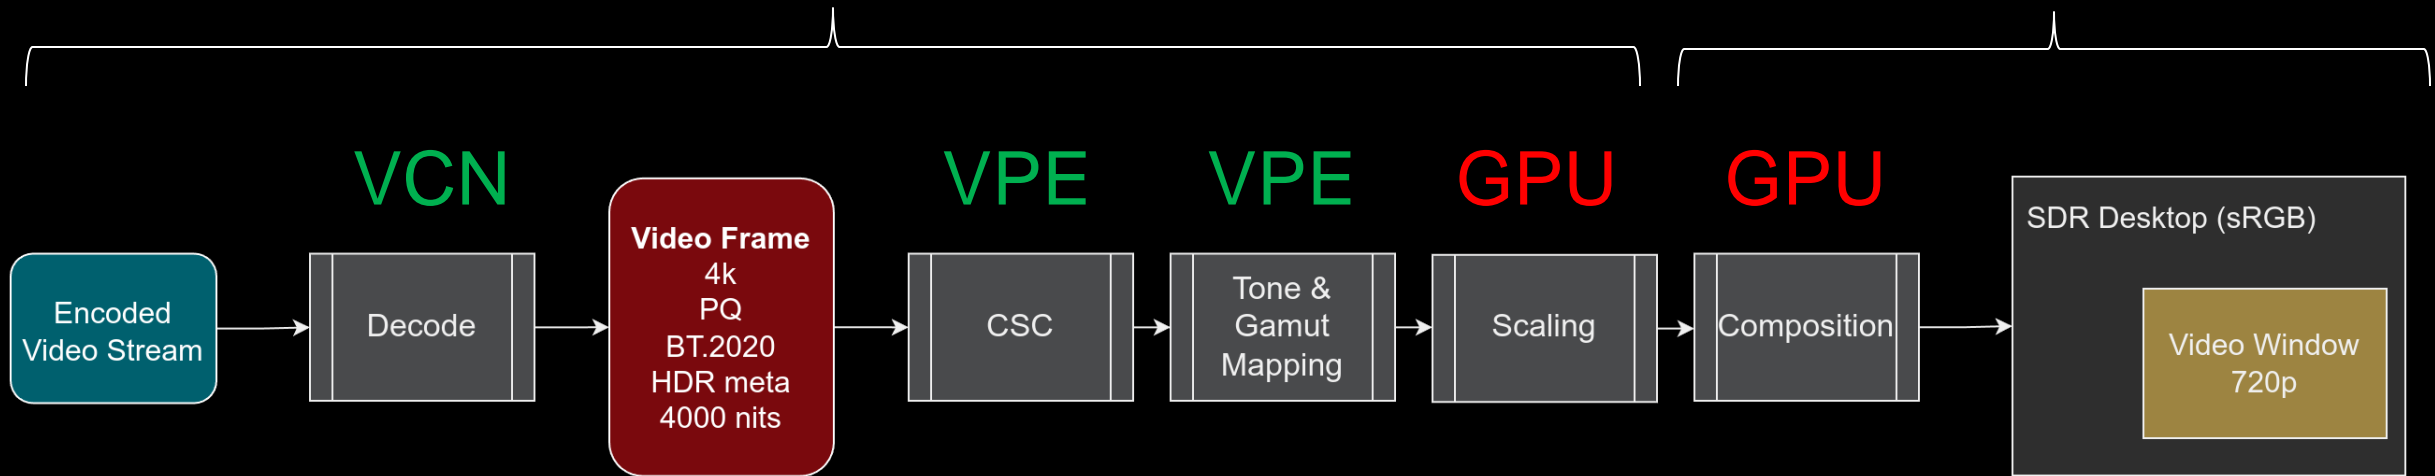 VCN
VPE
VPE
GPU
GPU
Encoded
Video Stream
Decode
Video Frame
4k
PQ
BT.2020
HDR meta
4000 nits
CSC
Tone &
Gamut
Mapping
Scaling
Composition
SDR Desktop (sRGB)
Video Window
720p